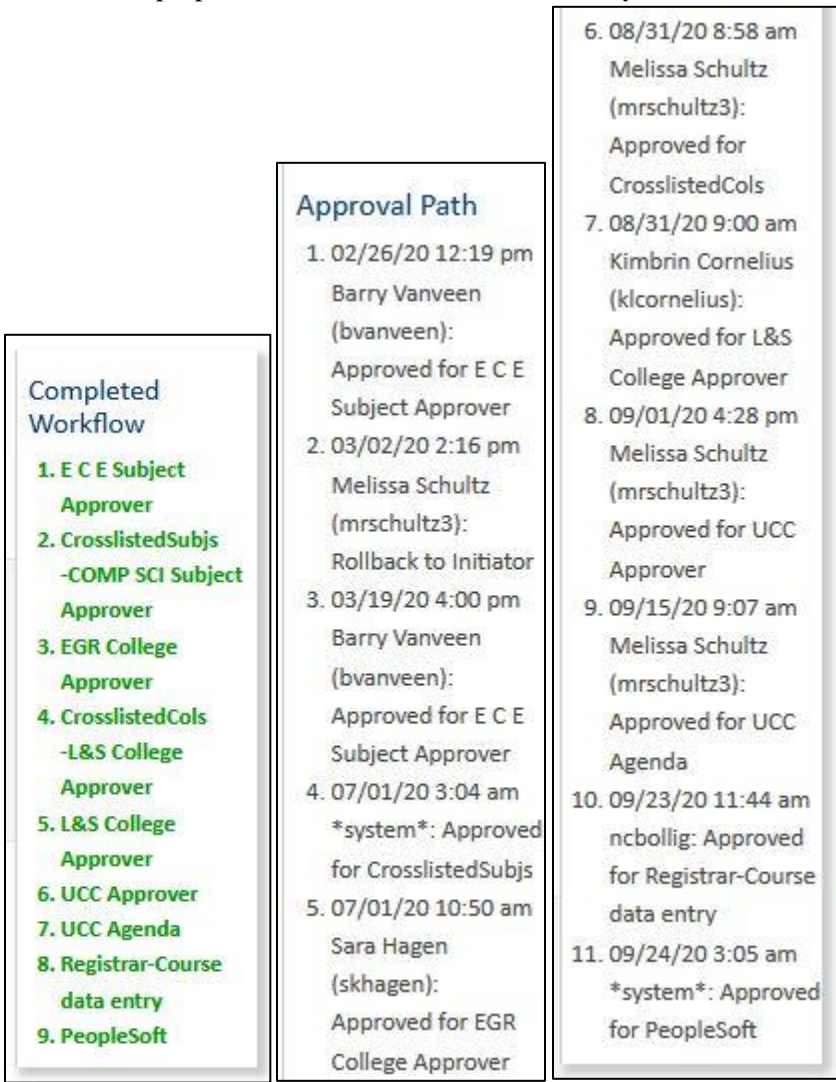 Completed
Workflow
1. E C E Subject
Approver
2. CrosslistedSubjs
-COMP SCI Subject
Approver
3. EGR College
Approver
4. CrosslistedCols
-L&S College
Approver
5. L&S College
Approver
6. UCC Approver
7. UCC Agenda
8. Registrar-Course
data entry
9. PeopleSoft
Approval Path
1. 02/26/20 12:19 pm
Barry Vanveen
(bvanveen):
Approved for E C E
Subject Approver
2. 03/02/20 2:16 pm
Melissa Schultz
(mrschultz3):
Rollback to Initiator
3. 03/19/20 4:00 pm
Barry Vanveen
(bvanveen):
Approved for E C E
Subject Approver
4. 07/01/20 3:04 am
*system*: Approved
for CrosslistedSubjs
5. 07/01/20 10:50 am
Sara Hagen
(skhagen):
Approved for EGR
College Approver
6. 08/31/20 8:58 am
Melissa Schultz
(mrschultz3):
Approved for
CrosslistedCols
7. 08/31/20 9:00 am
Kimbrin Cornelius
(klcornelius):
Approved for L&S
College Approver
8. 09/01/20 4:28 pm
Melissa Schultz
(mrschultz3):
Approved for UCC
Approver
9. 09/15/20 9:07 am
Melissa Schultz
(mrschultz3):
Approved for UCC
Agenda
10. 09/23/20 11:44 am
ncbollig: Approved
for Registrar-Course
data entry
11. 09/24/20 3:05 am
*system*: Approved
for PeopleSoft